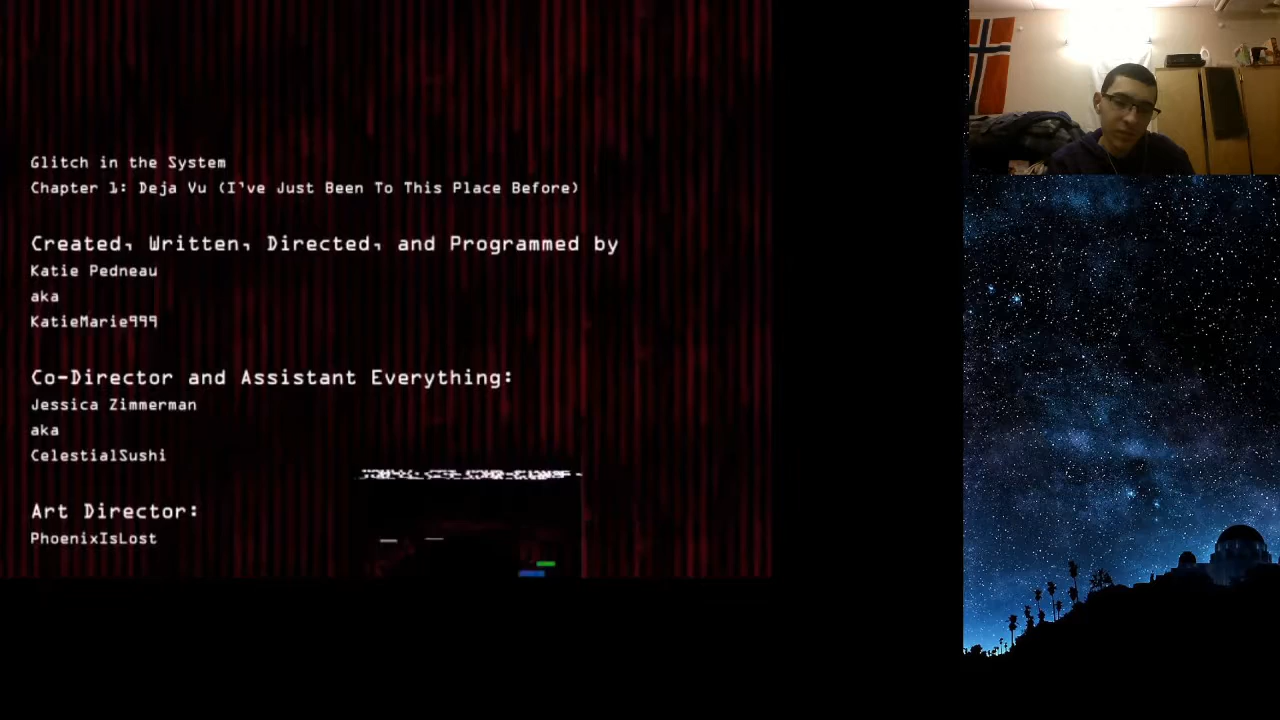 Glitch in the System
Chapter 1: Deja Vu (I've Just Been To This Place Before)
Created, Written, Directed, and Programmed by
Katie Pedneau
aka
KatieMarie999
Co-Director and Assistant Everything:
Jessica Zimmerman
aka
CelestialSushi
Art Director:
PhoenixIsLost